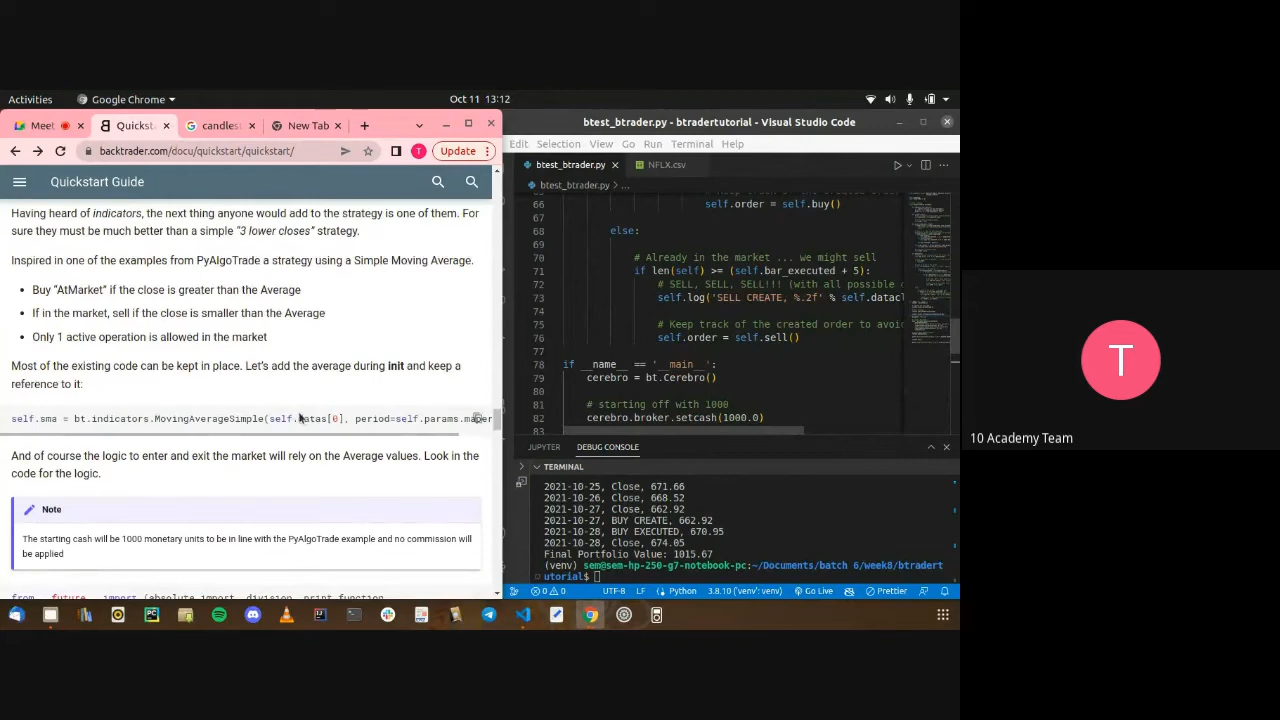 Activities
Google Chrome
Oct 11 13:12
Meet
Quicksta
candlest
New Tab
backtrader.com/docu/quickstart/quickstart/
T
Update
Quickstart Guide
Having heard of indicators, the next thing anyone would add to the strategy is one of them. For
sure they must be much better than a simple "3 lower closes" strategy.
Inspired in one of the examples from PyAlgoTrade a strategy using a Simple Moving Average.
Buy "AtMarket" if the close is greater than the Average
If in the market, sell if the close is smaller than the Average
Only 1 active operation is allowed in the market
Most of the existing code can be kept in place. Let's add the average during init and keep a
reference to it:
self.sma = bt.indicators.MovingAverageSimple(self.datas[0], period=self.params.maper
And of course the logic to enter and exit the market will rely on the Average values. Look in the
code for the logic.
Note
The starting cash will be 1000 monetary units to be in line with the PyAlgoTrade example and no commission will
be applied
from __future__ import (absolute_import, division, print_function,
btest_btrader.py - btradertutorial - Visual Studio Code
Edit Selection View Go Run Terminal Help
btest_btrader.py
NFLX.csv
btest_btrader.py > ...
66 self.order = self.buy()
67
68 else:
69
70 # Already in the market ... we might sell
71 if len(self) >= (self.bar_executed + 5):
72 # SELL, SELL, SELL!!! (with all possible
73 self.log('SELL CREATE, %.2f' % self.datacl
74
75 # Keep track of the created order to avoid
76 self.order = self.sell()
77
78 if __name__ == '__main__':
79 cerebro = bt.Cerebro()
80
81 # starting off with 1000
82 cerebro.broker.setcash(1000.0)
83
JUPYTER
DEBUG CONSOLE
TERMINAL
2021-10-25, Close, 671.66
2021-10-26, Close, 668.52
2021-10-27, Close, 662.92
2021-10-27, BUY CREATE, 662.92
2021-10-28, BUY EXECUTED, 670.95
2021-10-28, Close, 674.05
Final Portfolio Value: 1015.67
(venv) sem@sem-hp-250-g7-notebook-pc:~/Documents/batch 6/week8/btradert
utorial$
0 0 UTF-8 LF Python 3.8.10 ('venv': venv) Go Live Prettier
T
10 Academy Team